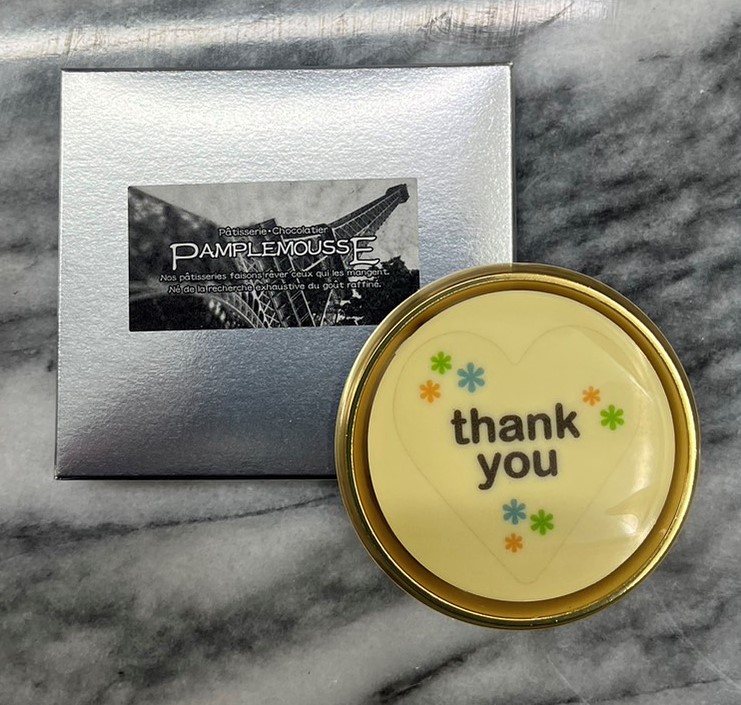 Pâtisserie•Chocolatier
PAMPLEMOUSSE
Nos pâtisseries faisons rêver ceux qui les mangent.
Né de la recherche exhaustive du goût raffiné.
thank
you